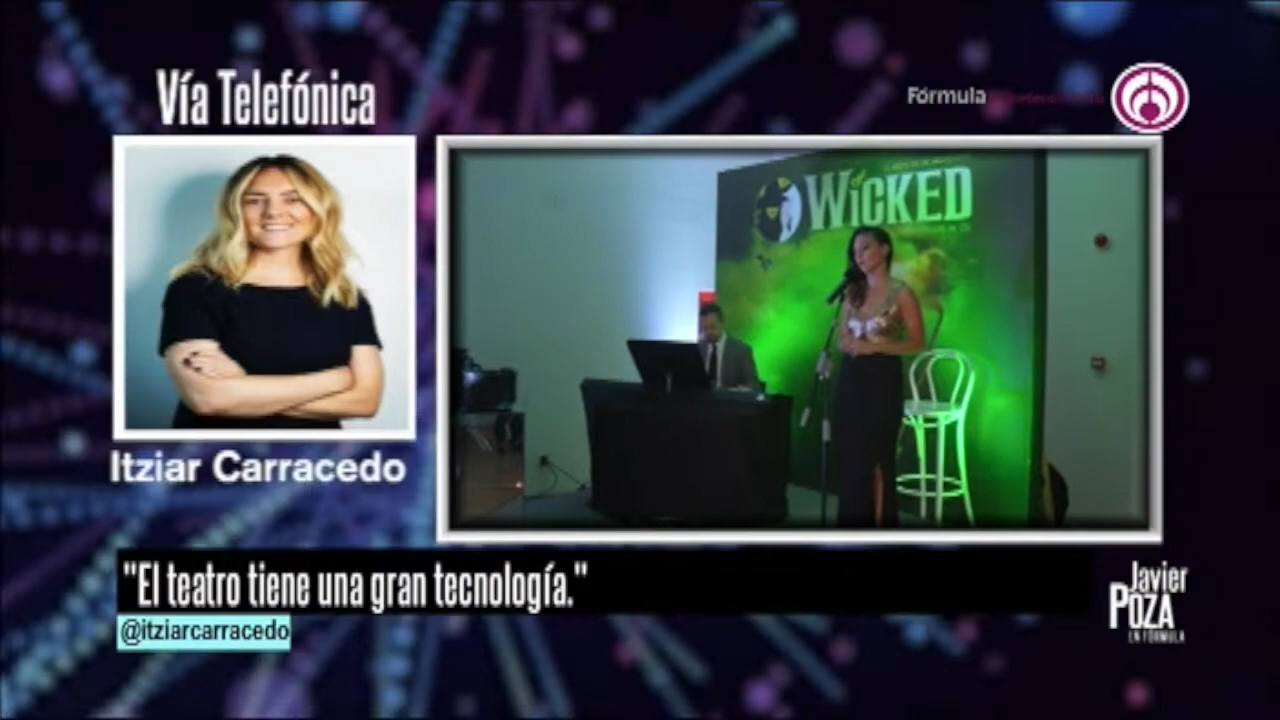 Vía Telefónica
Fórmula
WICKED
Itziar Carracedo
"El teatro tiene una gran tecnología."
@itziarcarracedo
Javier
POZA
EN FÓRMULA